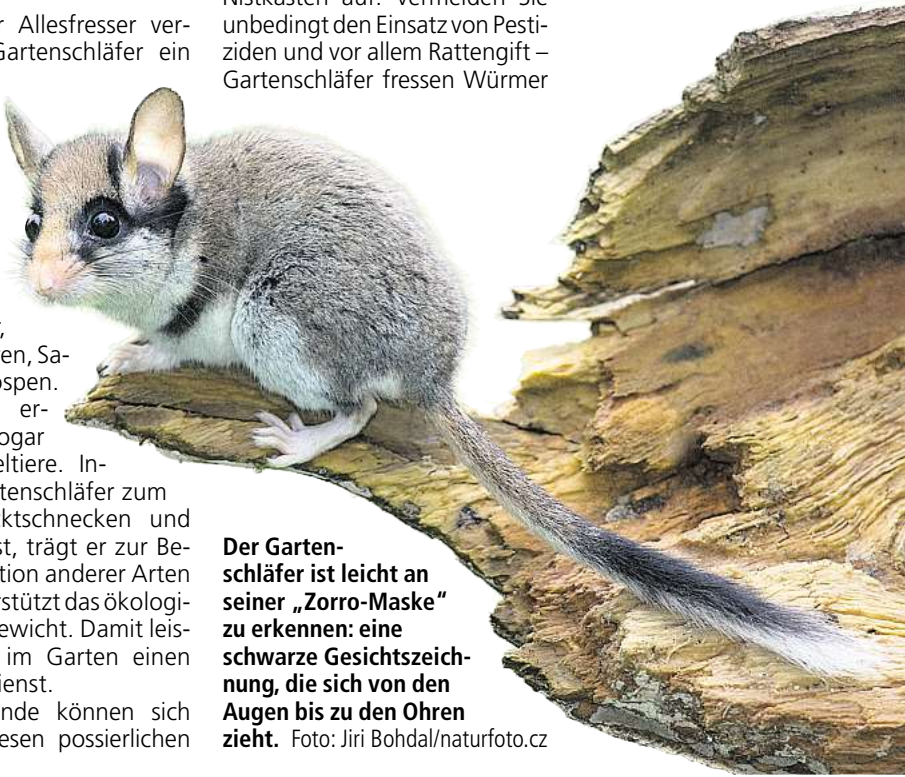 r Allesfresser ver-
Gartenschläfer ein
en, Sa-
ospen.
er-
ogar
eltiere. In-
tenschläfer zum
cktschnecken und
st, trägt er zur Be-
tion anderer Arten
rstützt das ökologi-
ewicht. Damit leis-
im Garten einen
ienst.
nde können sich
esen possierlichen
Nistkästen auf. Vermeiden Sie
unbedingt den Einsatz von Pesti-
ziden und vor allem Rattengift –
Gartenschläfer fressen Würmer
Der Garten-
schläfer ist leicht an
seiner „Zorro-Maske“
zu erkennen: eine
schwarze Gesichtszeich-
nung, die sich von den
Augen bis zu den Ohren
zieht. Foto: Jiri Bohdal/naturfoto.cz